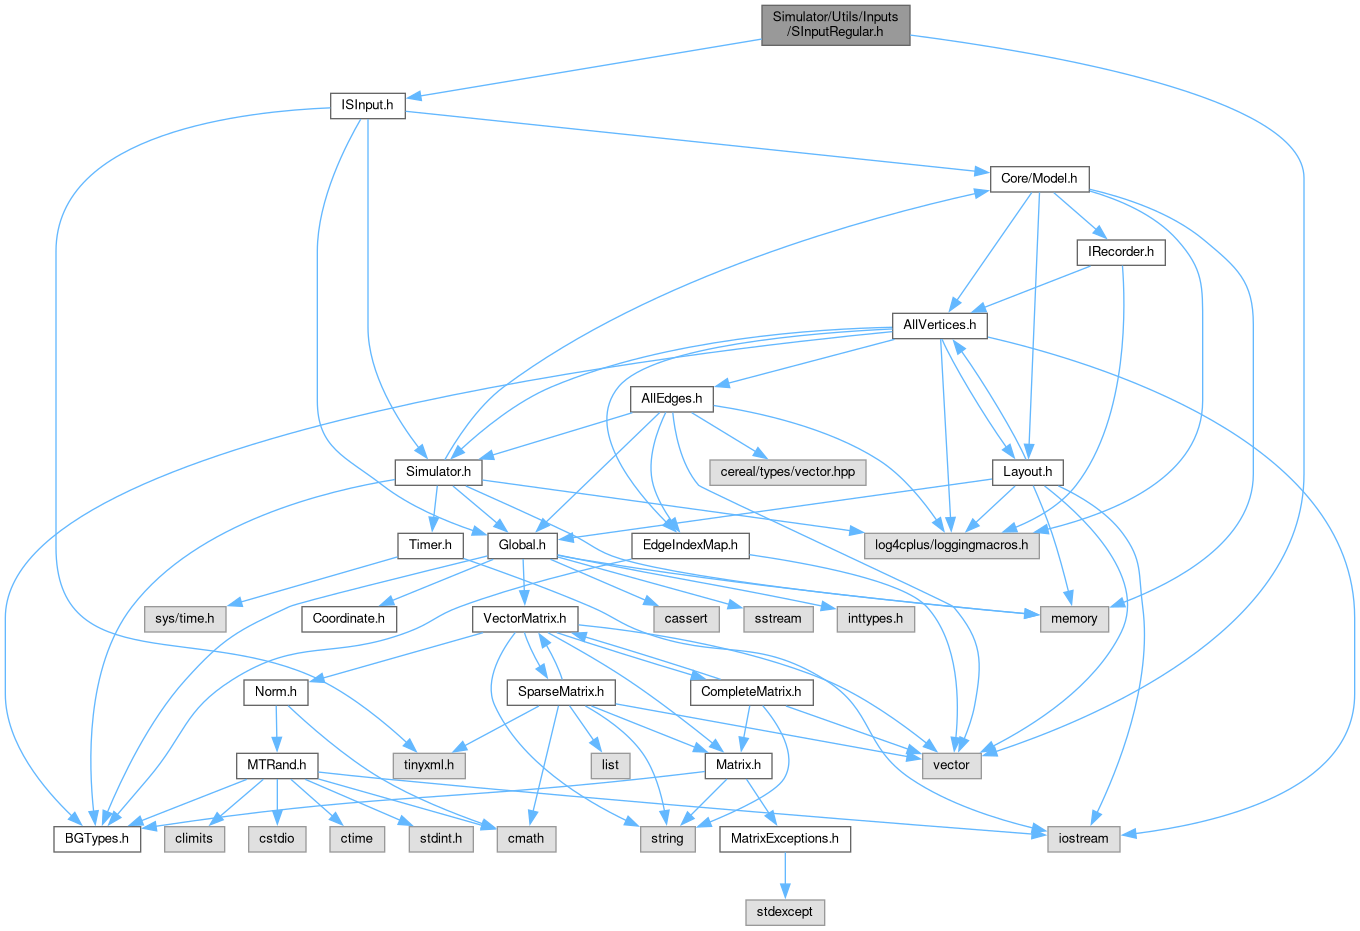 Simulator/Utils/Inputs
/SInputRegular.h
ISInput.h
Core/Model.h
IRecorder.h
AllVertices.h
AllEdges.h
Simulator.h
cereal/types/vector.hpp
Layout.h
Timer.h
Global.h
EdgeIndexMap.h
log4cplus/loggingmacros.h
sys/time.h
Coordinate.h
VectorMatrix.h
cassert
sstream
inttypes.h
memory
Norm.h
SparseMatrix.h
CompleteMatrix.h
MTRand.h
tinyxml.h
list
Matrix.h
vector
BGTypes.h
climits
cstdio
ctime
stdint.h
cmath
string
MatrixExceptions.h
iostream
stdexcept